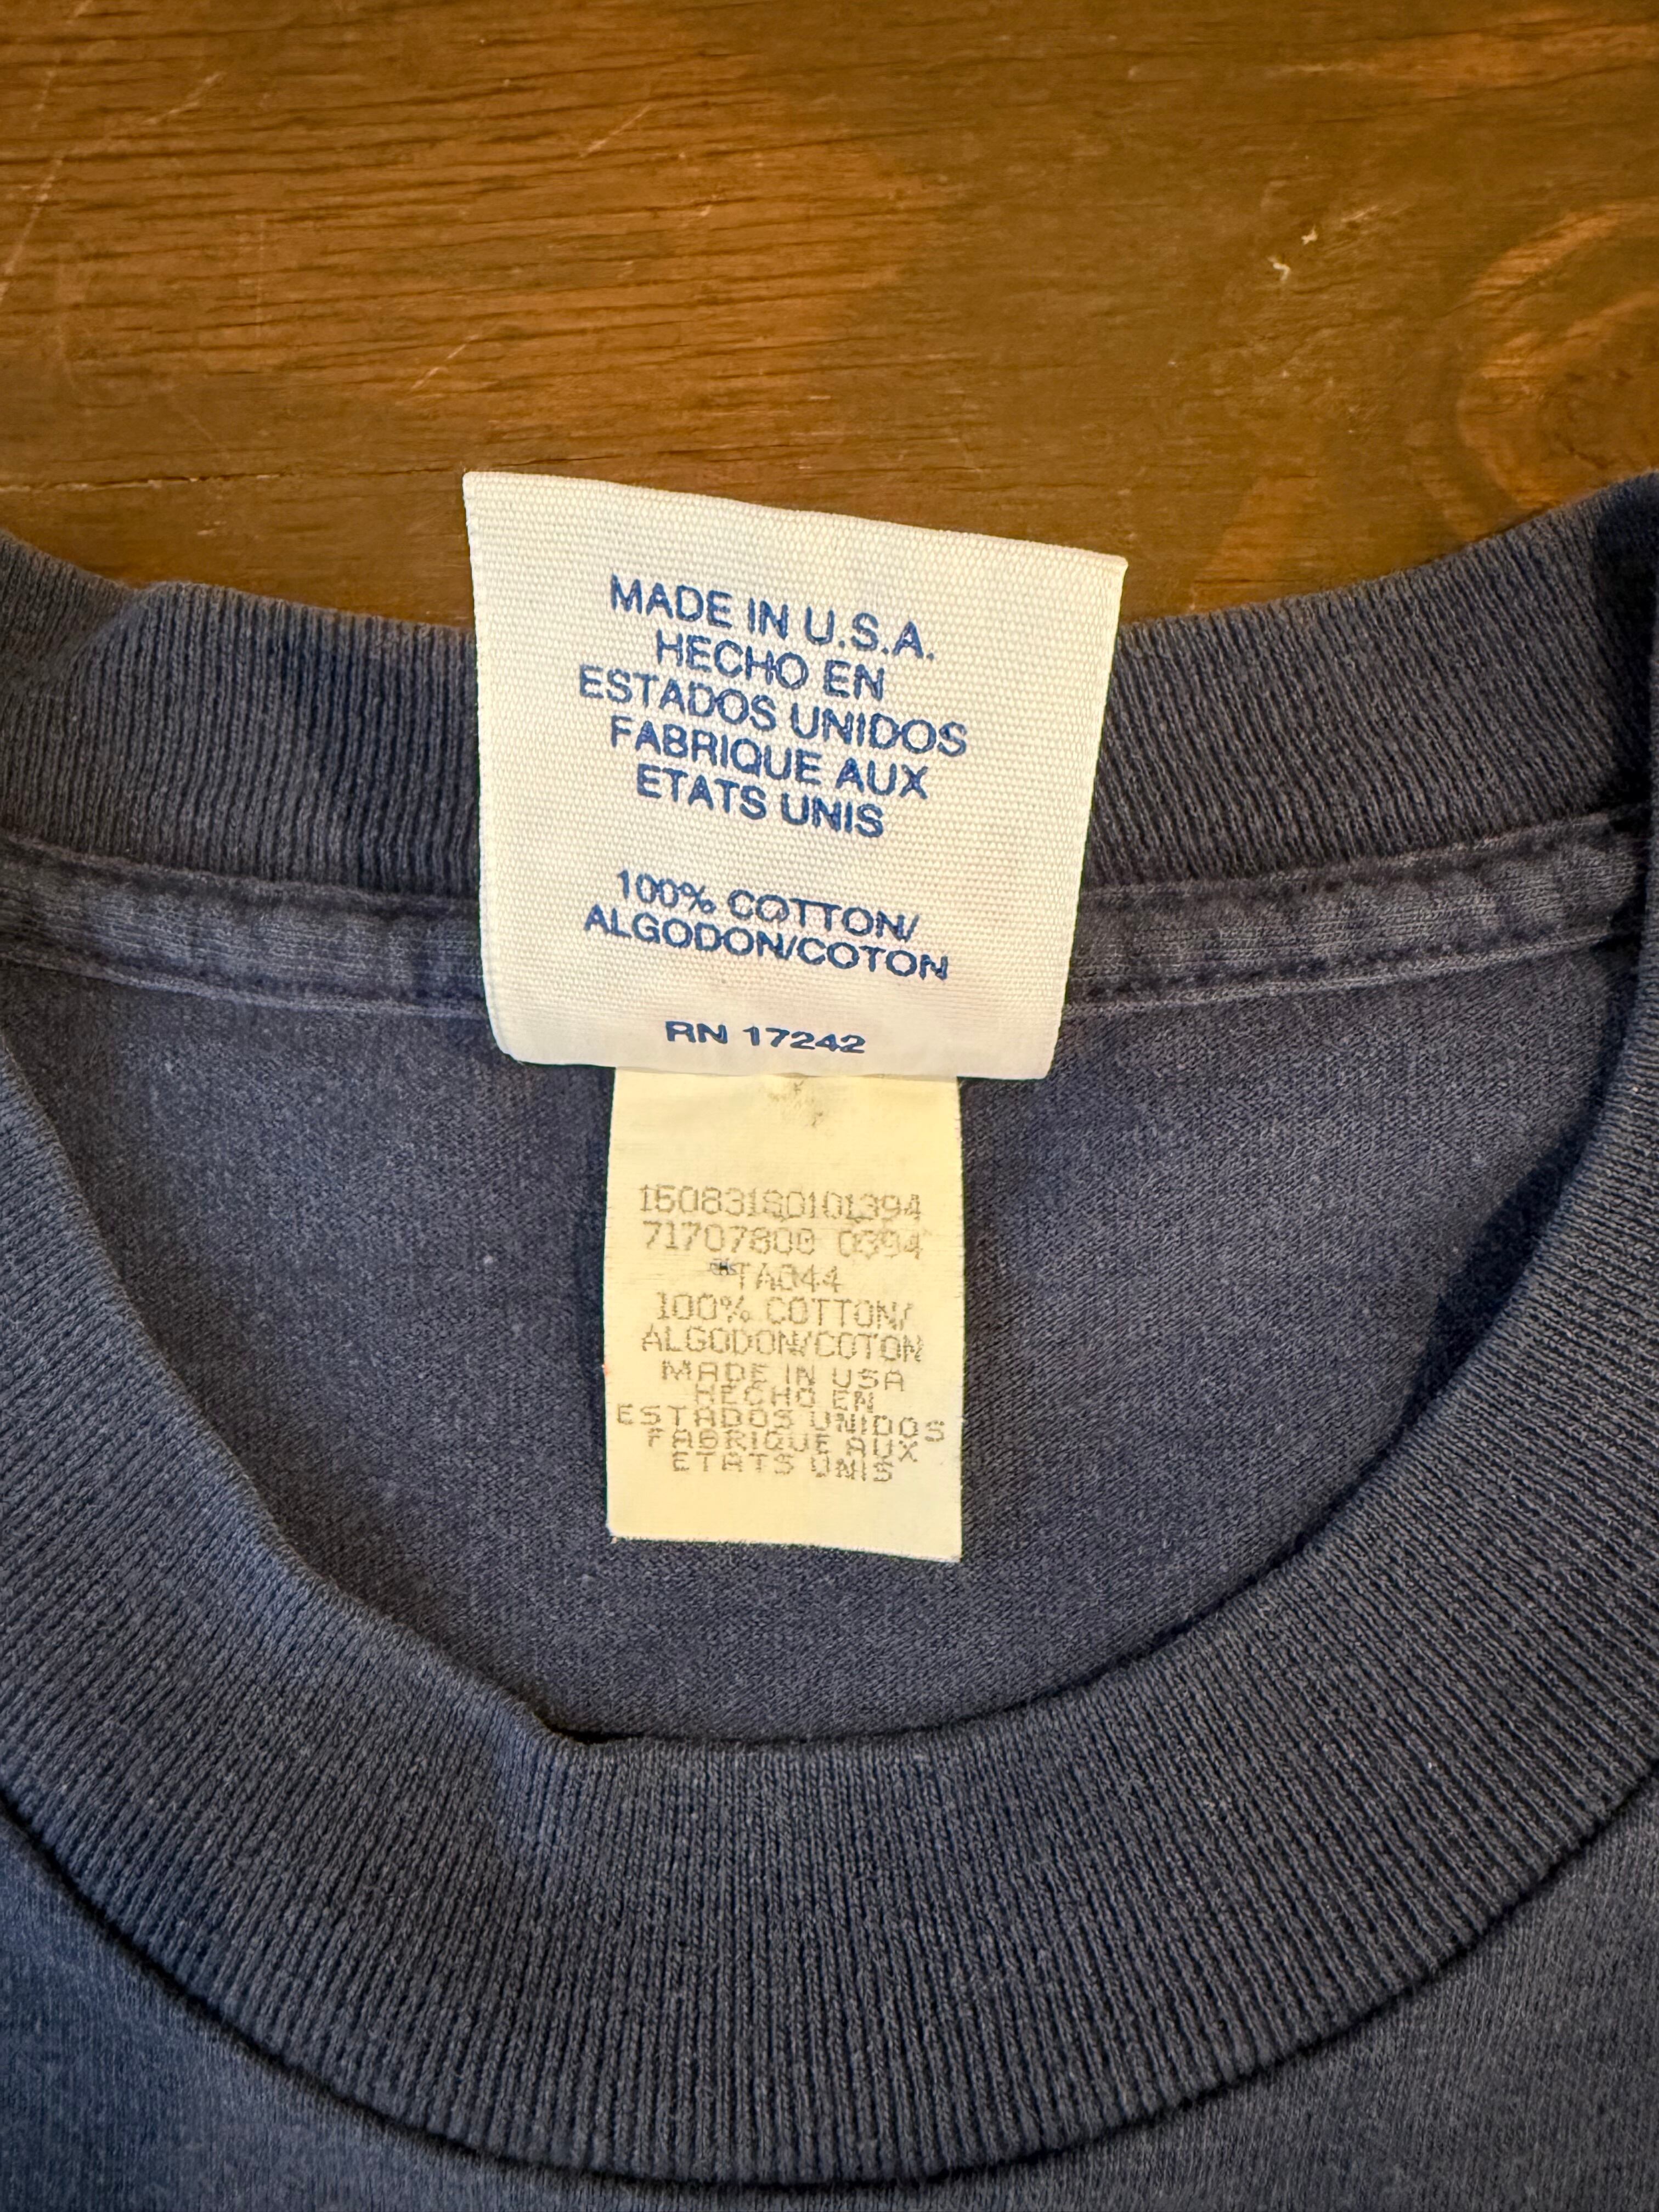 MADE IN U.S.A.
HECHO EN
ESTADOS UNIDOS
FABRIQUE AUX
ETATS UNIS
100% COTTON/
ALGODON/COTON
RN 17242
71707800 0394
TA044
100% COTTON/
ALGODON/COTON
MADE IN USA
HECHO EN
ESTADOS UNIDOS
FABRIQUE AUX
ETATS UNIS